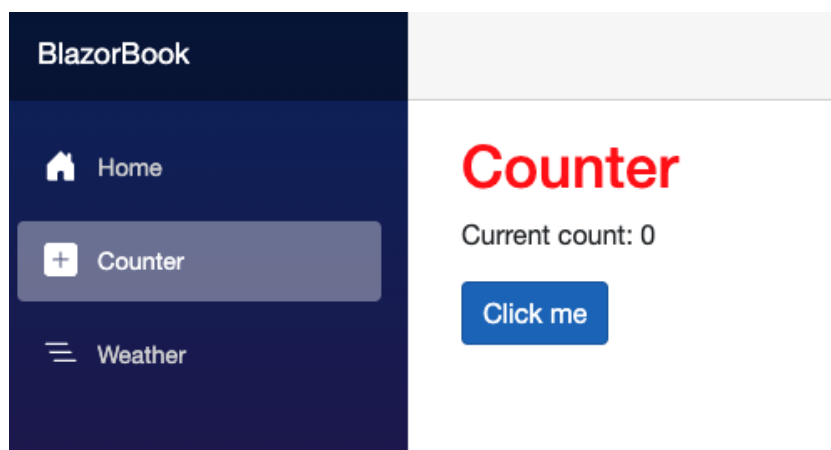 BlazorBook
Home
Counter
Weather
Counter
Current count: 0
Click me